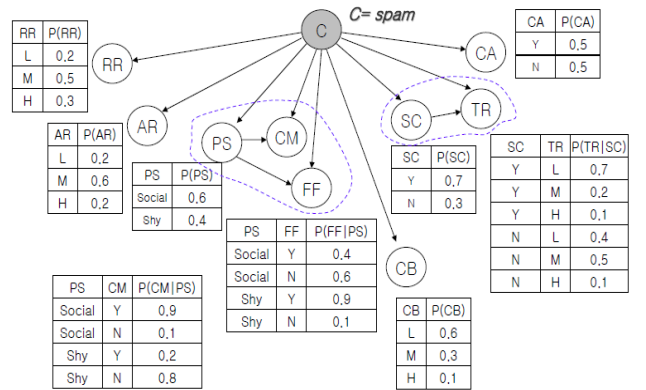 C= spam
C
RR P(RR)
L 0.2
M 0.5
H 0.3
RR
CA
CA P(CA)
Y 0.5
N 0.5
AR P(AR)
L 0.2
M 0.6
H 0.2
AR
PS
CM
FF
SC
TR
PS P(PS)
Social 0.6
Shy 0.4
SC P(SC)
Y 0.7
N 0.3
SC TR P(TR|SC)
Y L 0.7
Y M 0.2
Y H 0.1
N L 0.4
N M 0.5
N H 0.1
PS FF P(FF|PS)
Social Y 0.4
Social N 0.6
Shy Y 0.9
Shy N 0.1
CB
PS CM P(CM|PS)
Social Y 0.9
Social N 0.1
Shy Y 0.2
Shy N 0.8
CB P(CB)
L 0.6
M 0.3
H 0.1